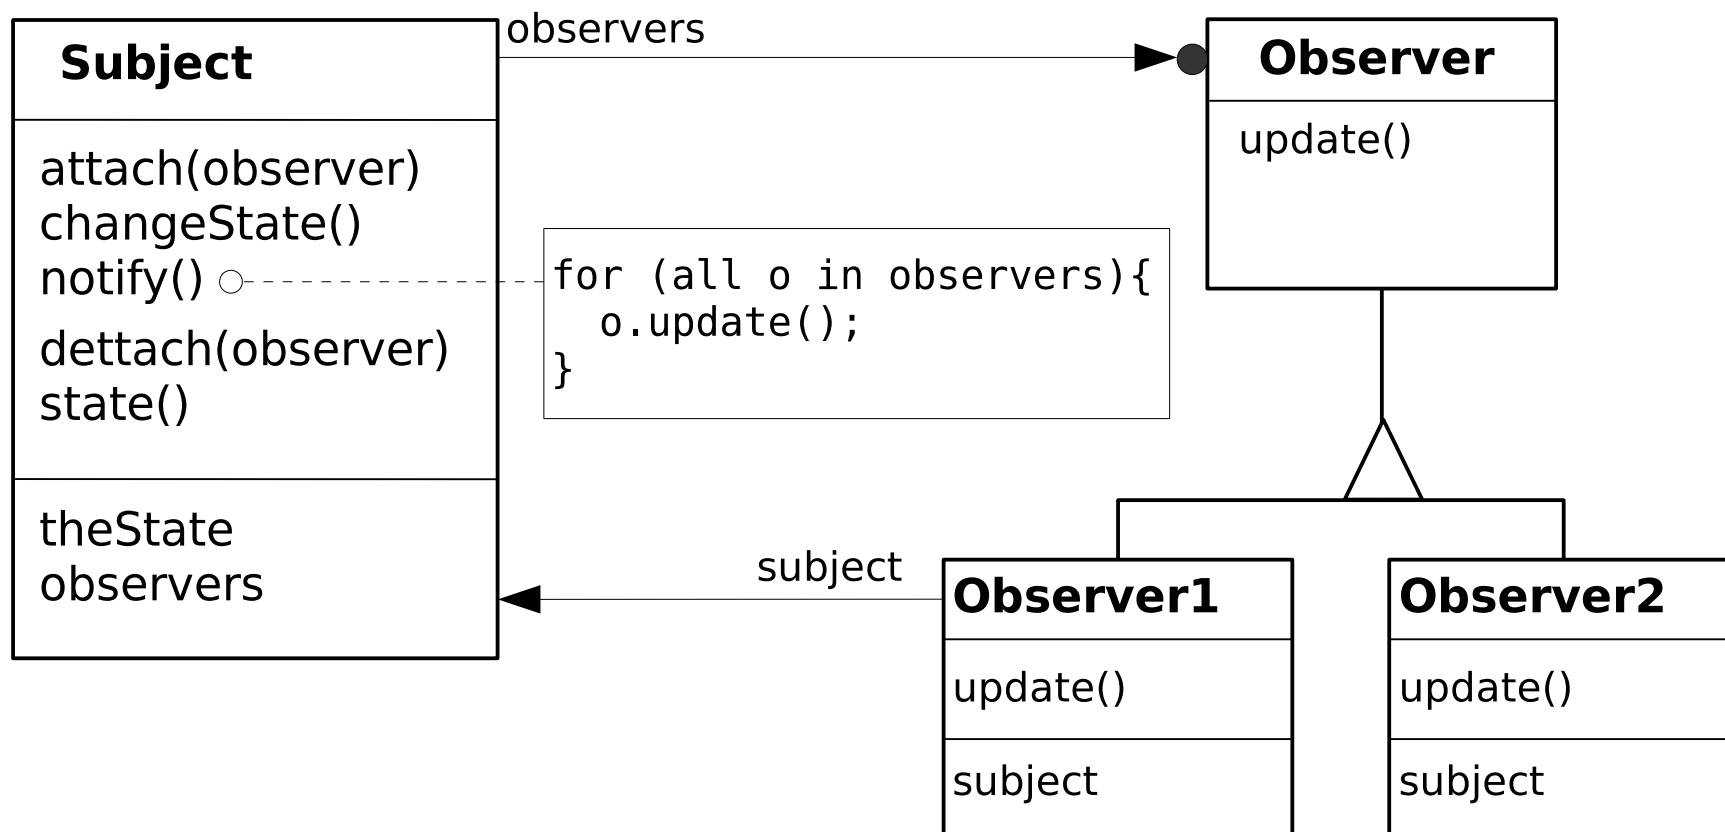 Subject
attach(observer)
changeState()
notify()
dettach(observer)
state()
theState
observers
observers
for (all o in observers){
  o.update();
}
Observer
update()
subject
Observer1
update()
subject
Observer2
update()
subject